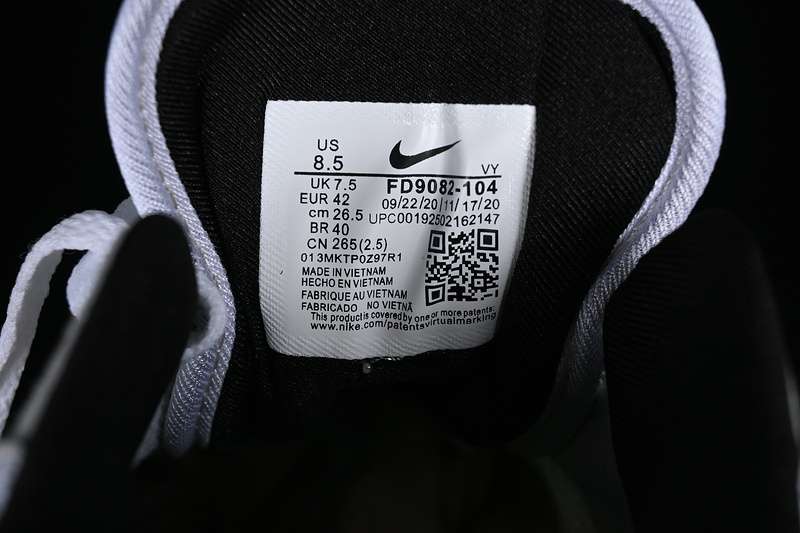 US
8.5
VY
UK 7.5
FD9082-104
EUR 42
09/22/20|11/17/20
cm 26.5
UPC00192502162147
BR 40
CN 265(2.5)
013MKTP0Z97R1
MADE IN VIETNAM
HECHO EN VIETNAM
FABRIQUE AU VIETNAM
FABRICADO NO VIETNÃ
This product is covered by one or more patents.
www.nike.com/patentsvirtualmarking